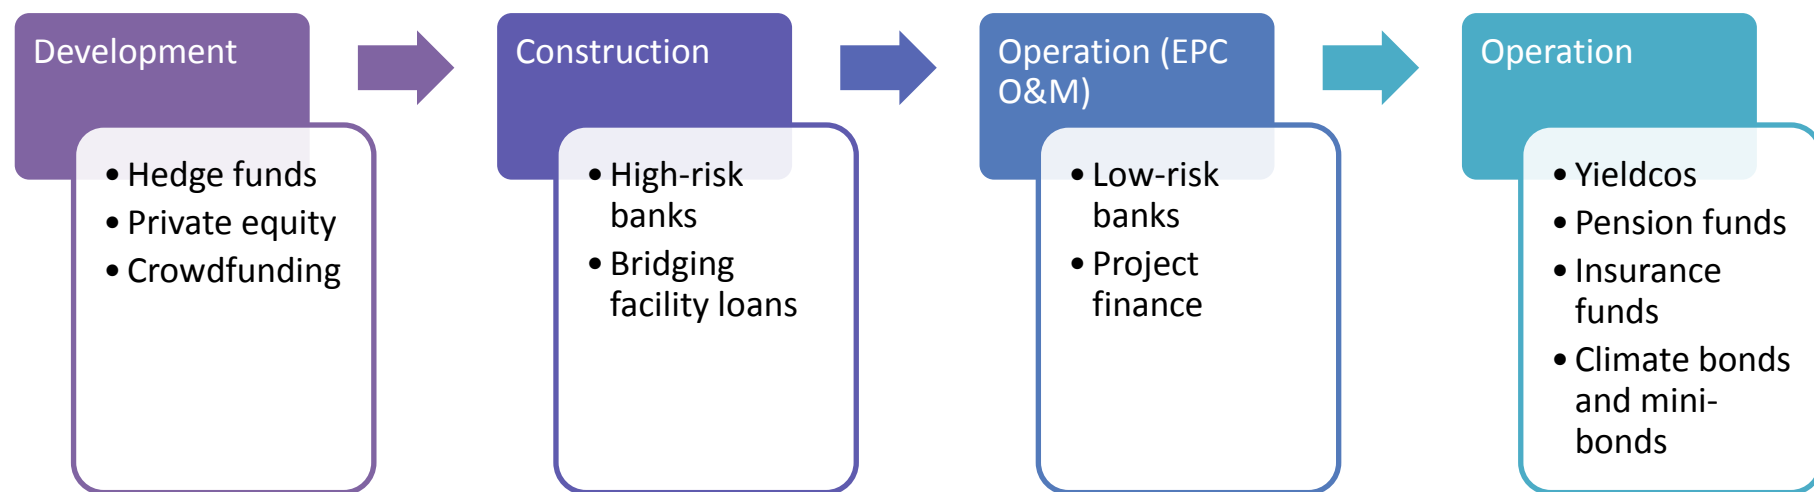 Development
• Hedge funds
• Private equity
• Crowdfunding
Construction
• High-risk
banks
• Bridging
facility loans
Operation (EPC
O&M)
• Low-risk
banks
• Project
finance
Operation
• Yieldcos
• Pension funds
• Insurance
funds
• Climate bonds
and mini-
bonds